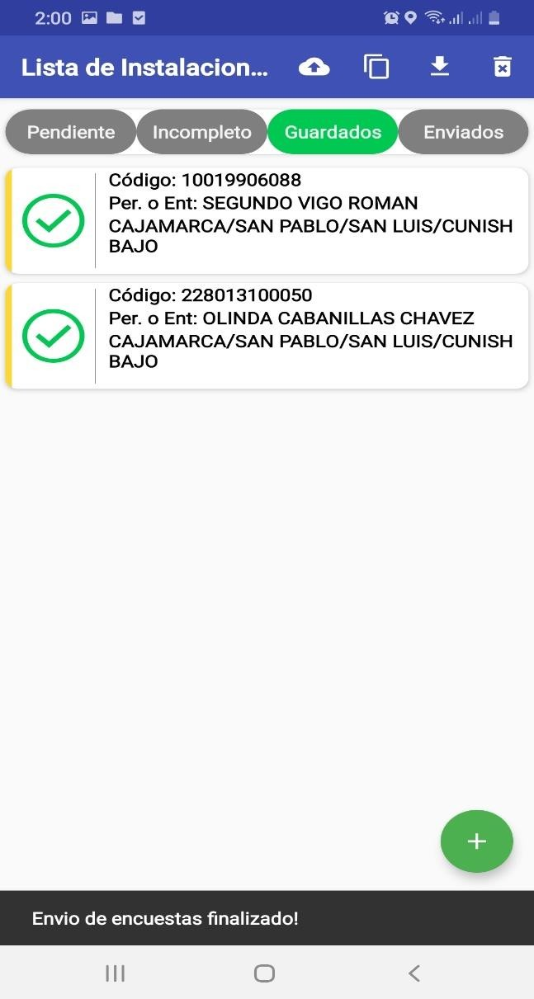 2:00
Lista de Instalacion...
Pendiente Incompleto Guardados Enviados
Código: 10019906088
Per. o Ent: SEGUNDO VIGO ROMAN
CAJAMARCA/SAN PABLO/SAN LUIS/CUNISH
BAJO
Código: 228013100050
Per. o Ent: OLINDA CABANILLAS CHAVEZ
CAJAMARCA/SAN PABLO/SAN LUIS/CUNISH
BAJO
+
Envio de encuestas finalizado!